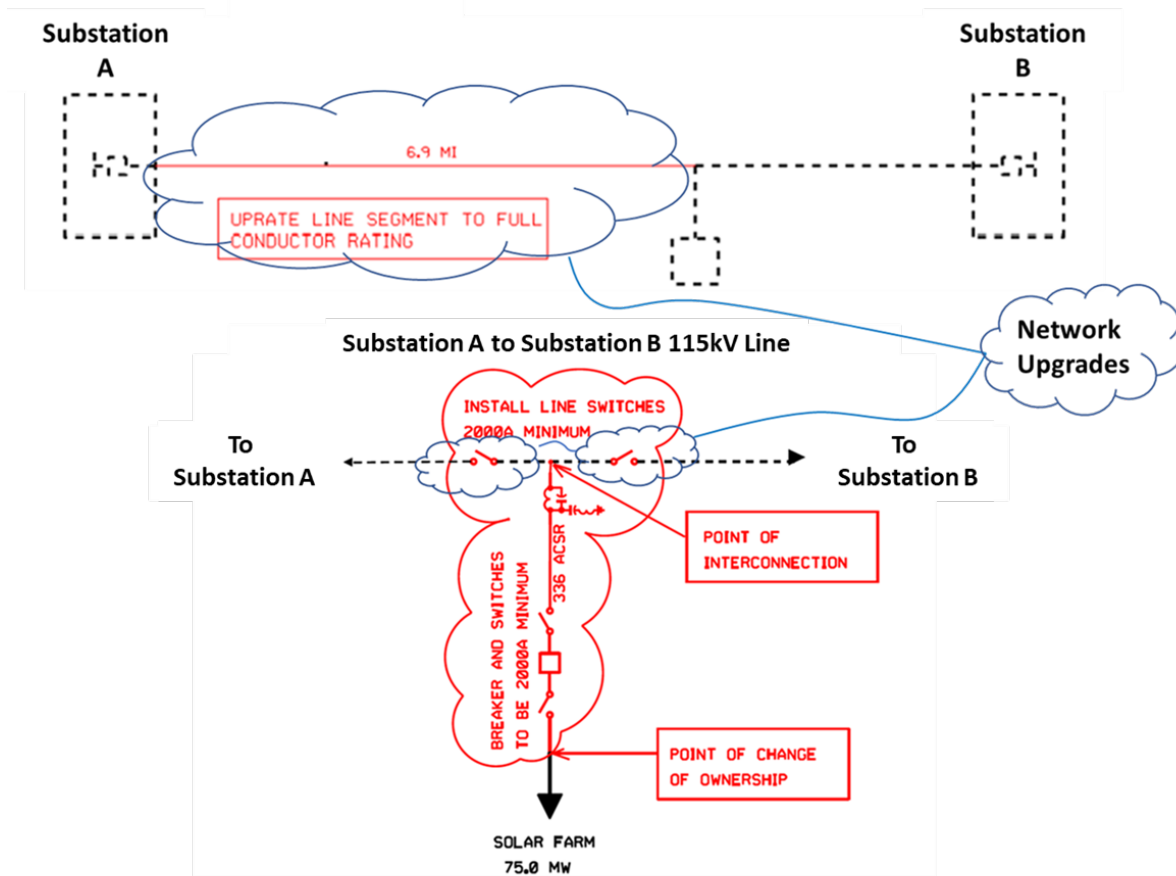 Substation
A
Substation
B
6.9 MI
UPRATE LINE SEGMENT TO FULL
CONDUCTOR RATING
Network
Upgrades
Substation A to Substation B 115kV Line
INSTALL LINE SWITCHES
2000A MINIMUM
To
Substation A
To
Substation B
POINT OF
INTERCONNECTION
336 ACSR
BREAKER AND SWITCHES
TO BE 2000A MINIMUM
POINT OF CHANGE
OF OWNERSHIP
SOLAR FARM
75.0 MW